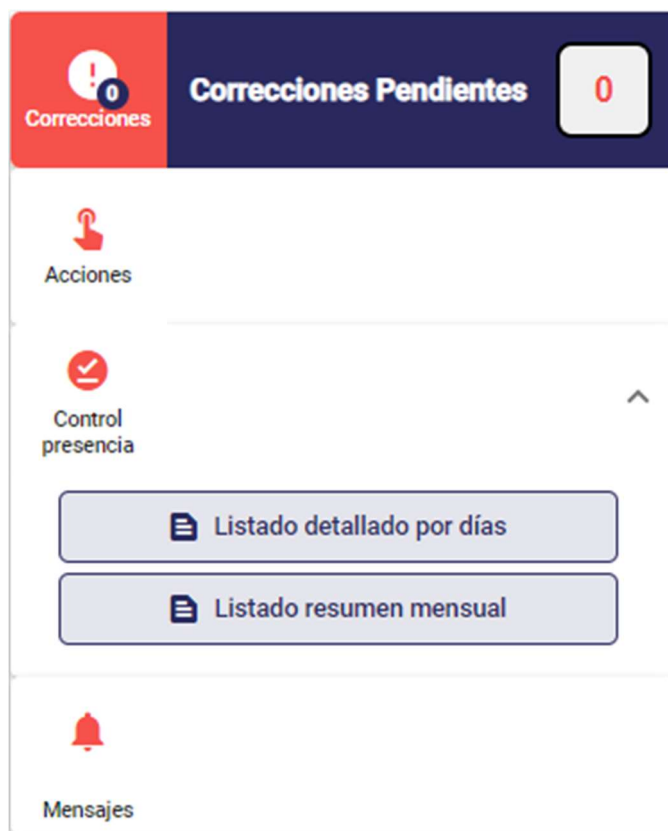 0
Correcciones
Correcciones Pendientes
0
Acciones
Control
presencia
Listado detallado por días
Listado resumen mensual
Mensajes